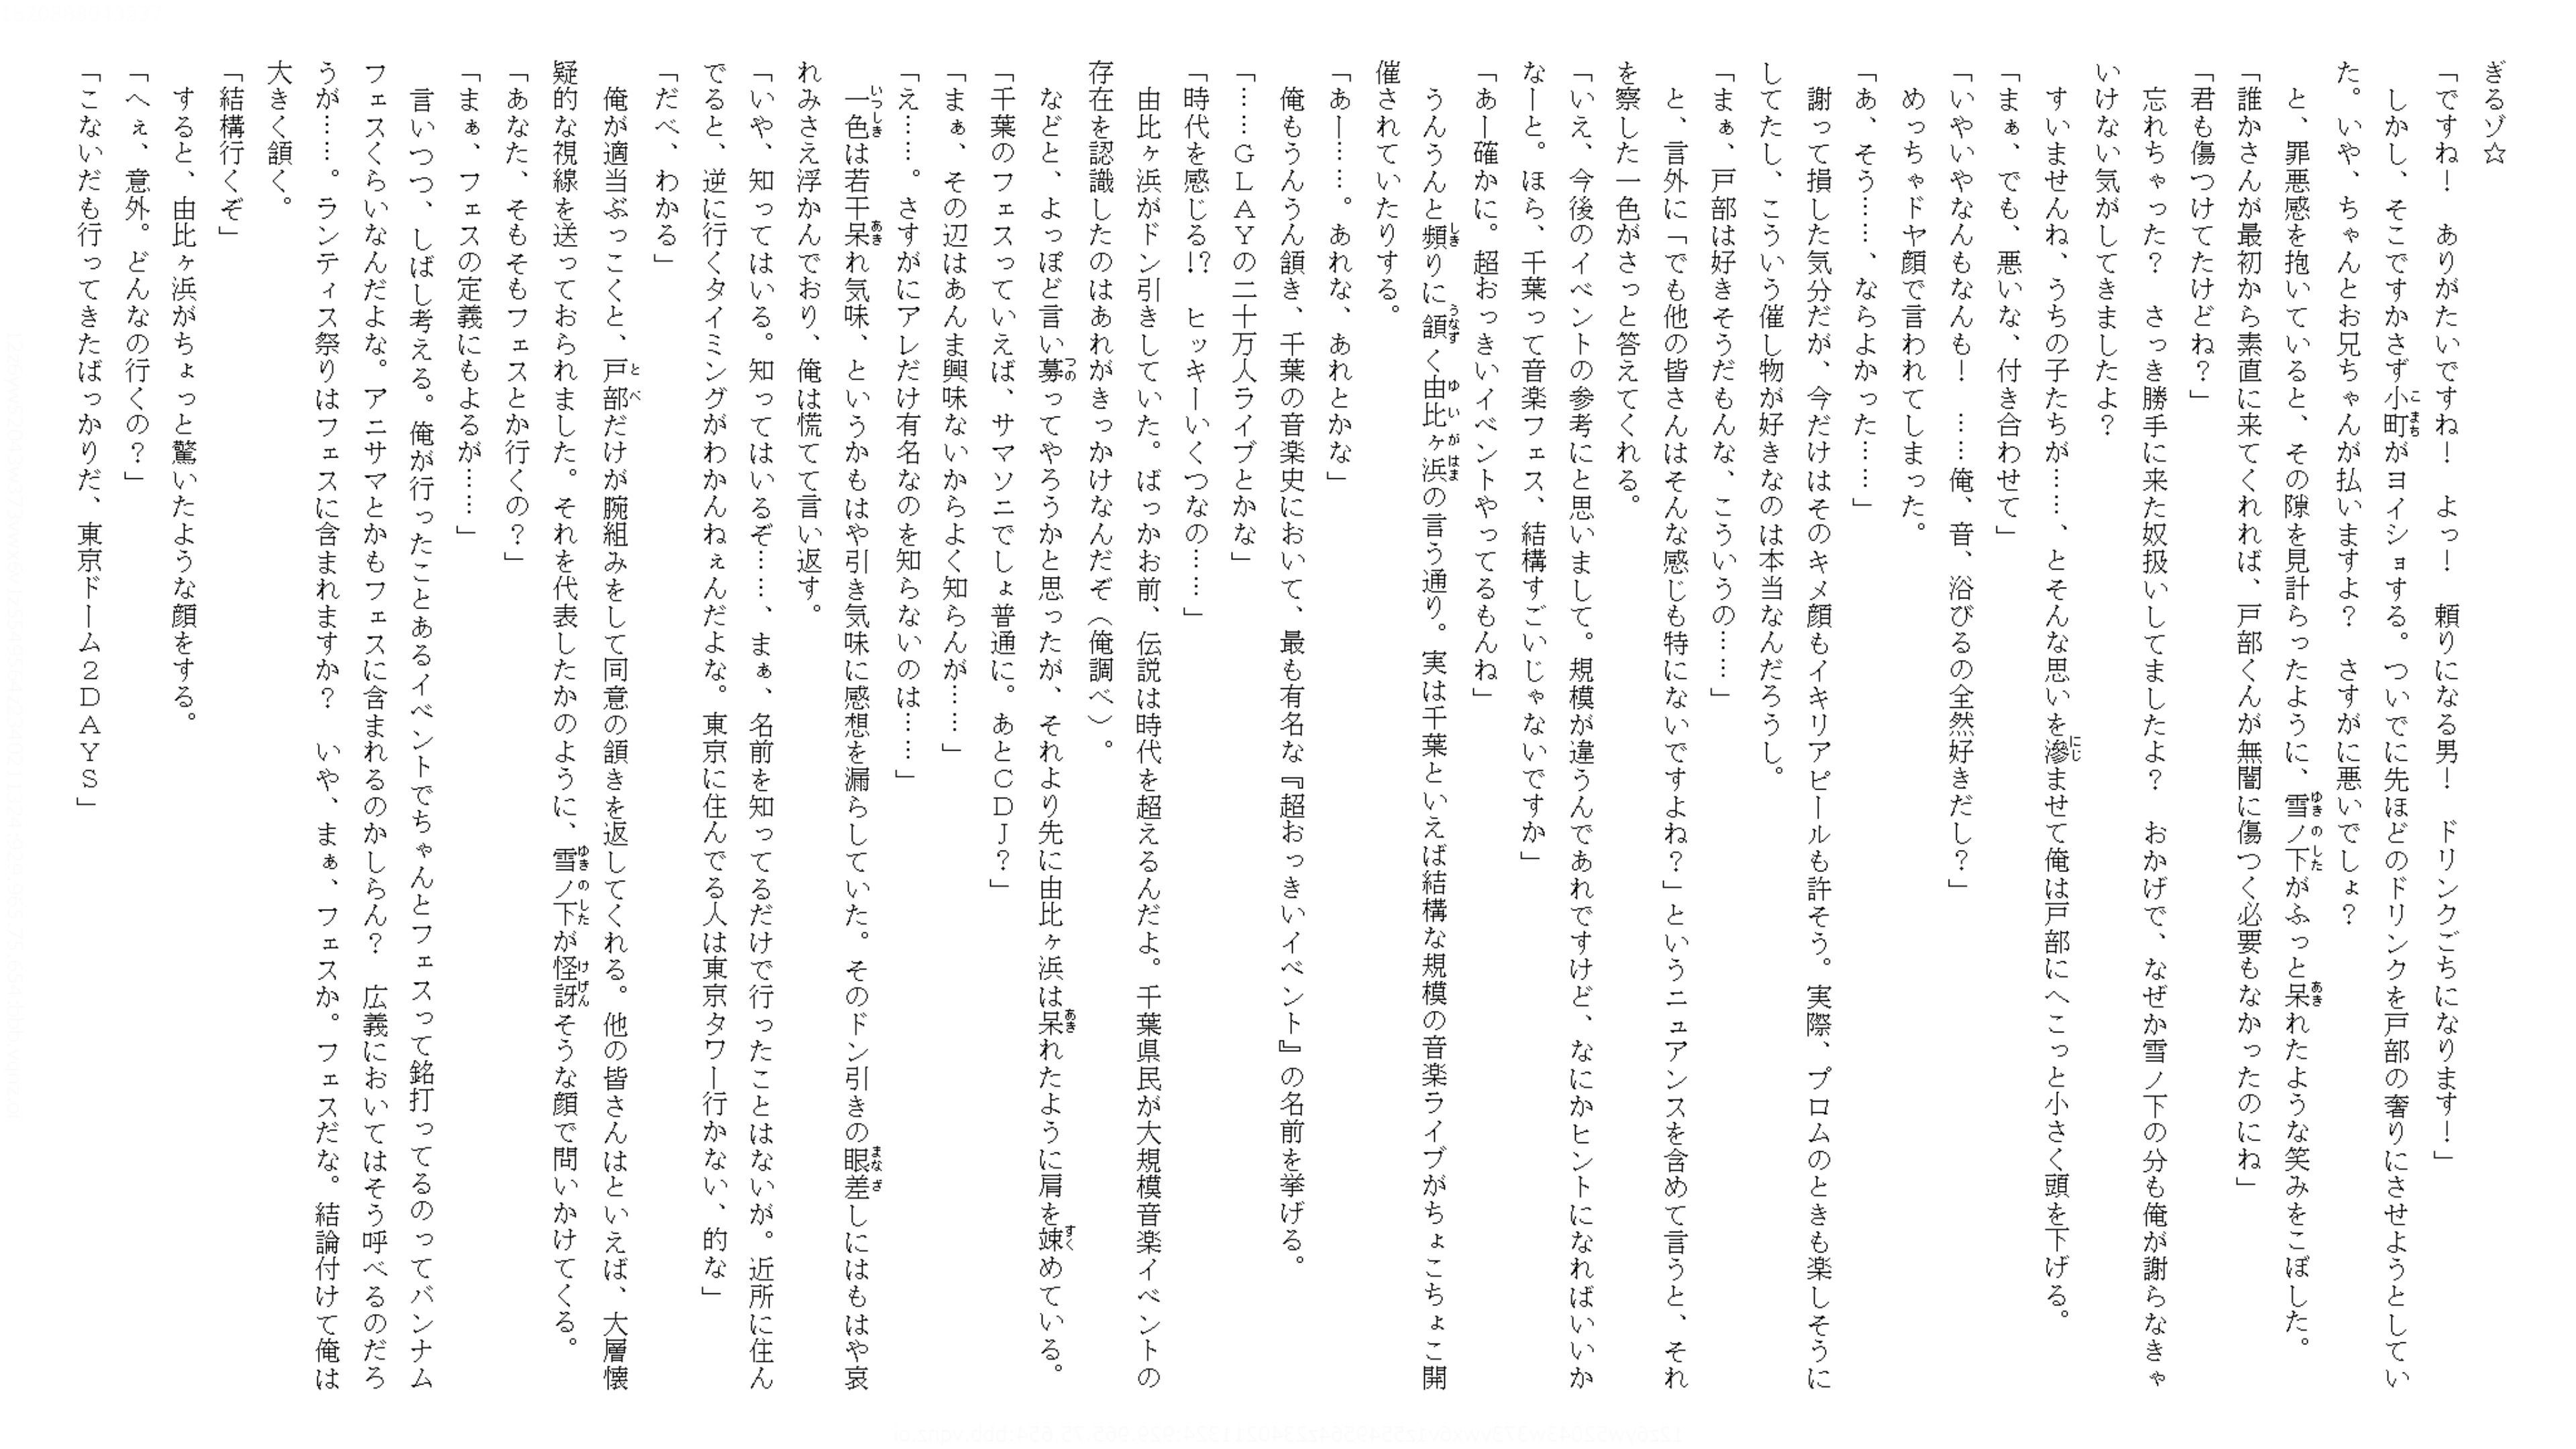 ぎるゾ☆
「ですね！　ありがたいですね！　よっ！　頼りになる男！　ドリンクごちになります！」
　しかし、そこですかさず小町がヨイショする。ついでに先ほどのドリンクを戸部の奢りにさせようとしてい
た。いや、ちゃんとお兄ちゃんが払いますよ？　さすがに悪いでしょ？
　と、罪悪感を抱いていると、その隙を見計らったように、雪ノ下がふっと呆れたような笑みをこぼした。
「誰かさんが最初から素直に来てくれれば、戸部くんが無闇に傷つく必要もなかったのにね」
「君も傷つけてたけどね？」
　忘れちゃった？　さっき勝手に来た奴扱いしてましたよ？　おかげで、なぜか雪ノ下の分も俺が謝らなきゃ
いけない気がしてきましたよ？
　すいませんね、うちの子たちが……、とそんな思いを滲ませて俺は戸部にへこっと小さく頭を下げる。
「まぁ、でも、悪いな、付き合わせて」
「いやいやなんもなんも！　……俺、音、浴びるの全然好きだし？」
　めっちゃドヤ顔で言われてしまった。
「あ、そう……、ならよかった……」
　謝って損した気分だが、今だけはそのキメ顔もイキリアピールも許そう。実際、プロムのときも楽しそうに
してたし、こういう催し物が好きなのは本当なんだろうし。
「まぁ、戸部は好きそうだもんな、こういうの……」
　と、言外に「でも他の皆さんはそんな感じも特にないですよね？」というニュアンスを含めて言うと、それ
を察した一色がさっと答えてくれる。
「いえ、今後のイベントの参考にと思いまして。規模が違うんであれですけど、なにかヒントになればいいか
なーと。ほら、千葉って音楽フェス、結構すごいじゃないですか」
「あー確かに。超おっきいイベントやってるもんね」
　うんうんと頻りに頷く由比ヶ浜の言う通り。実は千葉といえば結構な規模の音楽ライブがちょこちょこ開
催されていたりする。
「あー……。あれな、あれとかな」
　俺もうんうん頷き、千葉の音楽史において、最も有名な『超おっきいイベント』の名前を挙げる。
「……ＧＬＡＹの二十万人ライブとかな」
「時代を感じる!?　ヒッキーいくつなの……」
　由比ヶ浜がドン引きしていた。ばっかお前、伝説は時代を超えるんだよ。千葉県民が大規模音楽イベントの
存在を認識したのはあれがきっかけなんだぞ（俺調べ）。
　などと、よっぽど言い募ってやろうかと思ったが、それより先に由比ヶ浜は呆れたように肩を竦めている。
「千葉のフェスっていえば、サマソニでしょ普通に。あとＣＤＪ？」
「まぁ、その辺はあんま興味ないからよく知らんが……」
「え……。さすがにアレだけ有名なのを知らないのは……」
　一色は若干呆れ気味、というかもはや引き気味に感想を漏らしていた。そのドン引きの眼差しにはもはや哀
れみさえ浮かんでおり、俺は慌てて言い返す。
「いや、知ってはいる。知ってはいるぞ……、まぁ、名前を知ってるだけで行ったことはないが。近所に住ん
でると、逆に行くタイミングがわかんねぇんだよな。東京に住んでる人は東京タワー行かない、的な」
「だべ、わかる」
　俺が適当ぶっこくと、戸部だけが腕組みをして同意の頷きを返してくれる。他の皆さんはといえば、大層懐
疑的な視線を送っておられました。それを代表したかのように、雪ノ下が怪訝そうな顔で問いかけてくる。
「あなた、そもそもフェスとか行くの？」
「まぁ、フェスの定義にもよるが……」
　言いつつ、しばし考える。俺が行ったことあるイベントでちゃんとフェスって銘打ってるのってバンナム
フェスくらいなんだよな。アニサマとかもフェスに含まれるのかしらん？　広義においてはそう呼べるのだろ
うが……。ランティス祭りはフェスに含まれますか？　いや、まぁ、フェスか。フェスだな。結論付けて俺は
大きく頷く。
「結構行くぞ」
　すると、由比ヶ浜がちょっと驚いたような顔をする。
「へぇ、意外。どんなの行くの？」
「こないだも行ってきたばっかりだ、東京ドーム２ＤＡＹＳ」